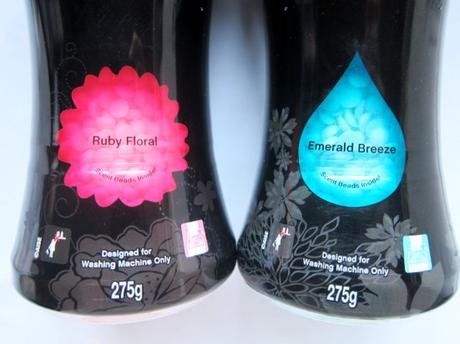 Ruby Floral
Scent Beads Inside!
Designed for
Washing Machine Only
275g
Emerald Breeze
Scent Beads Inside!
Designed for
Washing Machine Only
275g